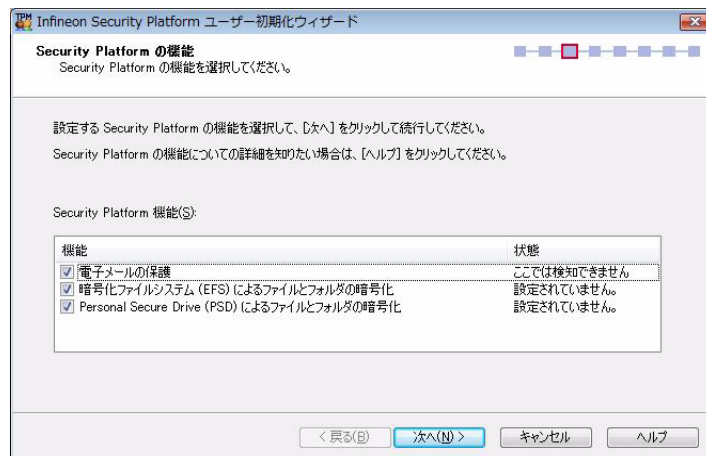 TPM
Infineon Security Platform ユーザー初期化ウィザード
Security Platform の機能
Security Platform の機能を選択してください。
設定する Security Platform の機能を選択して、[次へ] をクリックして続行してください。
Security Platform の機能についての詳細を知りたい場合は、[ヘルプ] をクリックしてください。
Security Platform 機能(S):
機能 状態
電子メールの保護 ここでは検知できません
暗号化ファイルシステム (EFS) によるファイルとフォルダの暗号化 設定されていません。
Personal Secure Drive (PSD) によるファイルとフォルダの暗号化 設定されていません。
< 戻る(B) 次へ(N) > キャンセル ヘルプ